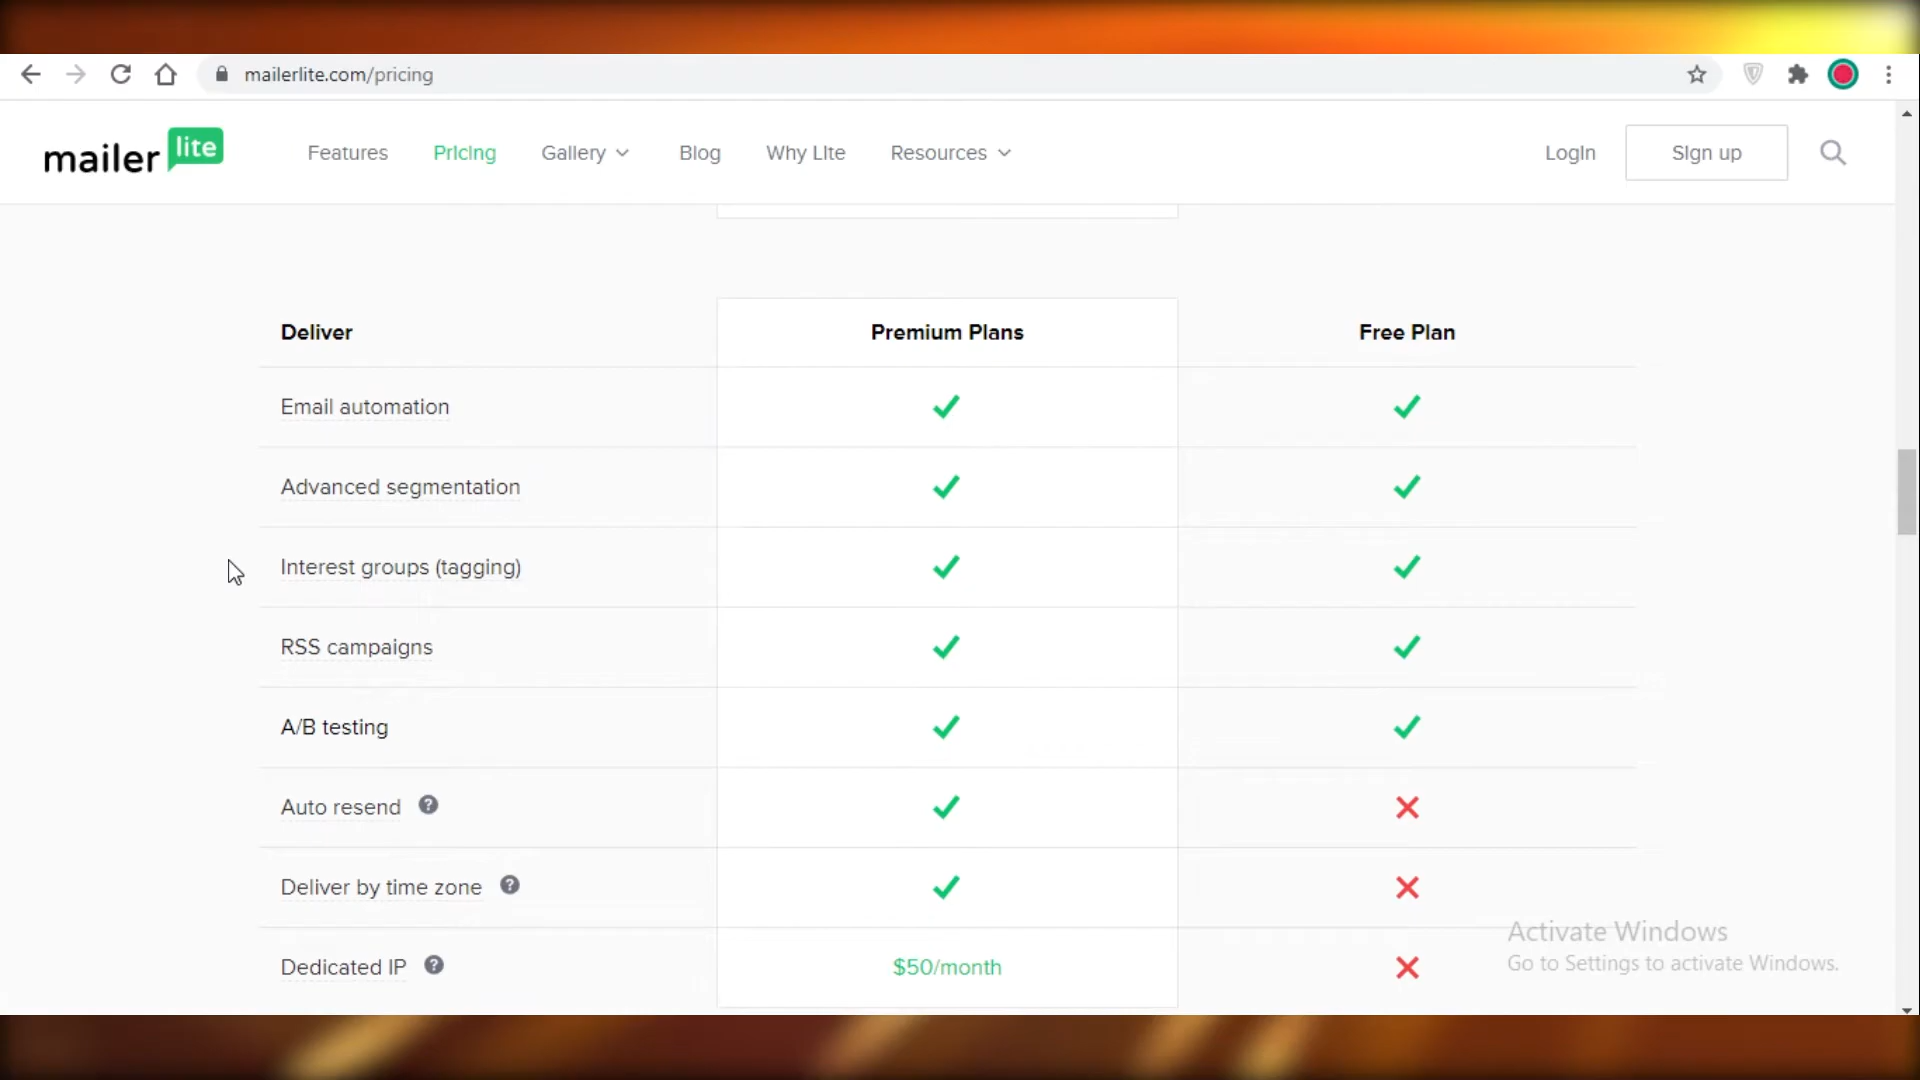 mailerlite.com/pricing
mailer lite
Features
Pricing
Gallery
Blog
Why Lite
Resources
Login
Sign up
Deliver
Premium Plans
Free Plan
Email automation
Advanced segmentation
Interest groups (tagging)
RSS campaigns
A/B testing
Auto resend ?
Deliver by time zone ?
Dedicated IP ?
$50/month
Activate Windows
Go to Settings to activate Windows.